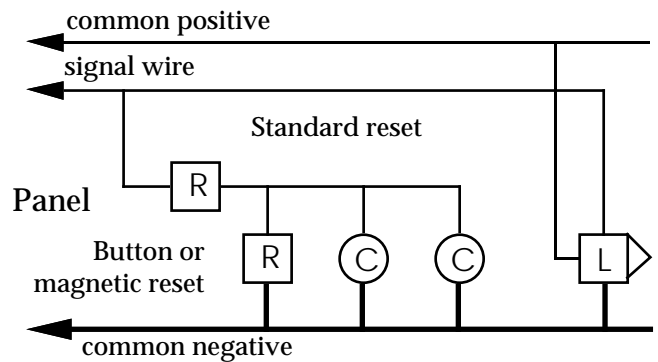 common positive
signal wire
Standard reset
R
Panel
Button or
magnetic reset
R
C
C
L
common negative